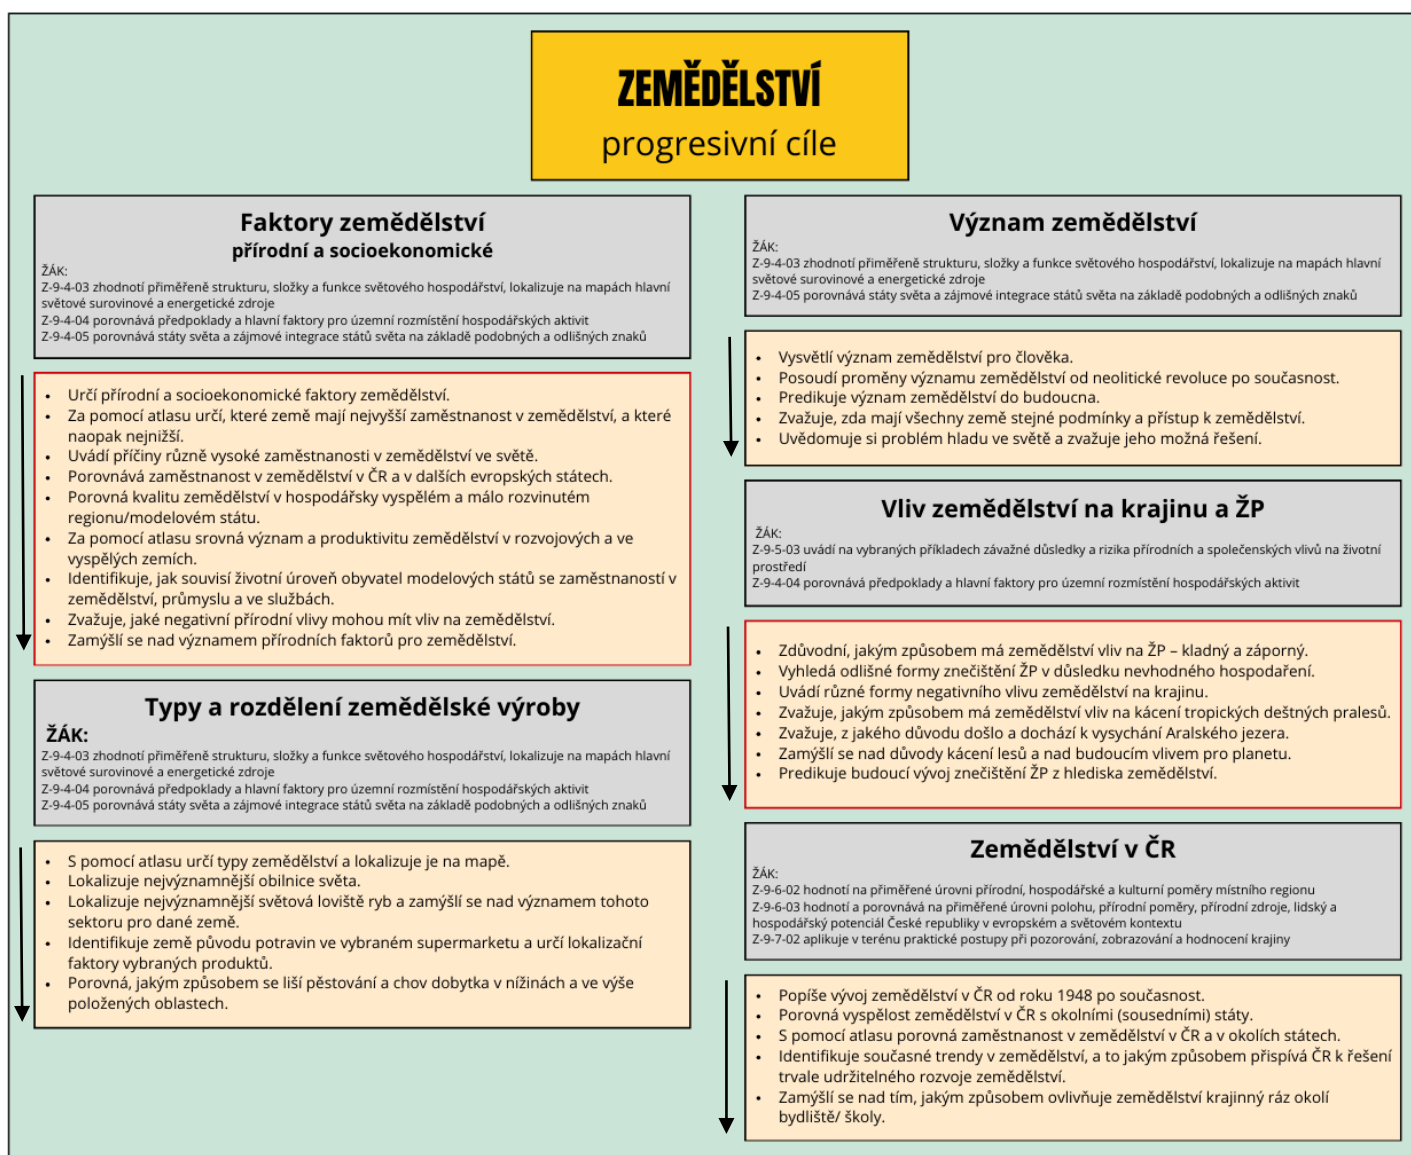 ZEMĚDĚLSTVÍ
progresivní cíle
Faktory zemědělství
přírodní a socioekonomické
ŽÁK:
Z-9-4-03 zhodnotí přiměřeně strukturu, složky a funkce světového hospodářství, lokalizuje na mapách hlavní
světové surovinové a energetické zdroje
Z-9-4-04 porovnává předpoklady a hlavní faktory pro územní rozmístění hospodářských aktivit
Z-9-4-05 porovnává státy světa a zájmové integrace států světa na základě podobných a odlišných znaků
• Určí přírodní a socioekonomické faktory zemědělství.
• Za pomocí atlasu určí, které země mají nejvyšší zaměstnanost v zemědělství, a které
naopak nejnižší.
• Uvádí příčiny různě vysoké zaměstnanosti v zemědělství ve světě.
• Porovnává zaměstnanost v zemědělství v ČR a v dalších evropských státech.
• Porovná kvalitu zemědělství v hospodářsky vyspělém a málo rozvinutém
regionu/modelovém státu.
• Za pomocí atlasu srovná význam a produktivitu zemědělství v rozvojových a ve
vyspělých zemích.
• Identifikuje, jak souvisí životní úroveň obyvatel modelových států se zaměstnaností v
zemědělství, průmyslu a ve službách.
• Zvažuje, jaké negativní přírodní vlivy mohou mít vliv na zemědělství.
• Zamýšlí se nad významem přírodních faktorů pro zemědělství.
Typy a rozdělení zemědělské výroby
ŽÁK:
Z-9-4-03 zhodnotí přiměřeně strukturu, složky a funkce světového hospodářství, lokalizuje na mapách hlavní
světové surovinové a energetické zdroje
Z-9-4-04 porovnává předpoklady a hlavní faktory pro územní rozmístění hospodářských aktivit
Z-9-4-05 porovnává státy světa a zájmové integrace států světa na základě podobných a odlišných znaků
• S pomocí atlasu určí typy zemědělství a lokalizuje je na mapě.
• Lokalizuje nejvýznamnější obilnice světa.
• Lokalizuje nejvýznamnější světová loviště ryb a zamýšlí se nad významem tohoto
sektoru pro dané země.
• Identifikuje země původu potravin ve vybraném supermarketu a určí lokalizační
faktory vybraných produktů.
• Porovná, jakým způsobem se liší pěstování a chov dobytka v nížinách a ve výše
položených oblastech.
Význam zemědělství
ŽÁK:
Z-9-4-03 zhodnotí přiměřeně strukturu, složky a funkce světového hospodářství, lokalizuje na mapách hlavní
světové surovinové a energetické zdroje
Z-9-4-05 porovnává státy světa a zájmové integrace států světa na základě podobných a odlišných znaků
• Vysvětlí význam zemědělství pro člověka.
• Posoudí proměny významu zemědělství od neolitické revoluce po současnost.
• Predikuje význam zemědělství do budoucna.
• Zvažuje, zda mají všechny země stejné podmínky a přístup k zemědělství.
• Uvědomuje si problém hladu ve světě a zvažuje jeho možná řešení.
Vliv zemědělství na krajinu a ŽP
ŽÁK:
Z-9-5-03 uvádí na vybraných příkladech závažné důsledky a rizika přírodních a společenských vlivů na životní
prostředí
Z-9-4-04 porovnává předpoklady a hlavní faktory pro územní rozmístění hospodářských aktivit
• Zdůvodní, jakým způsobem má zemědělství vliv na ŽP – kladný a záporný.
• Vyhledá odlišné formy znečištění ŽP v důsledku nevhodného hospodaření.
• Uvádí různé formy negativního vlivu zemědělství na krajinu.
• Zvažuje, jakým způsobem má zemědělství vliv na kácení tropických deštných pralesů.
• Zvažuje, z jakého důvodu došlo a dochází k vysychání Aralského jezera.
• Zamýšlí se nad důvody kácení lesů a nad budoucím vlivem pro planetu.
• Predikuje budoucí vývoj znečištění ŽP z hlediska zemědělství.
Zemědělství v ČR
ŽÁK:
Z-9-6-02 hodnotí na přiměřené úrovni přírodní, hospodářské a kulturní poměry místního regionu
Z-9-6-03 hodnotí a porovnává na přiměřené úrovni polohu, přírodní poměry, přírodní zdroje, lidský a
hospodářský potenciál České republiky v evropském a světovém kontextu
Z-9-7-02 aplikuje v terénu praktické postupy při pozorování, zobrazování a hodnocení krajiny
• Popíše vývoj zemědělství v ČR od roku 1948 po současnost.
• Porovná vyspělost zemědělství v ČR s okolními (sousedními) státy.
• S pomocí atlasu porovná zaměstnanost v zemědělství v ČR a v okolích státech.
• Identifikuje současné trendy v zemědělství, a to jakým způsobem přispívá ČR k řešení
trvale udržitelného rozvoje zemědělství.
• Zamýšlí se nad tím, jakým způsobem ovlivňuje zemědělství krajinný ráz okolí
bydliště/ školy.